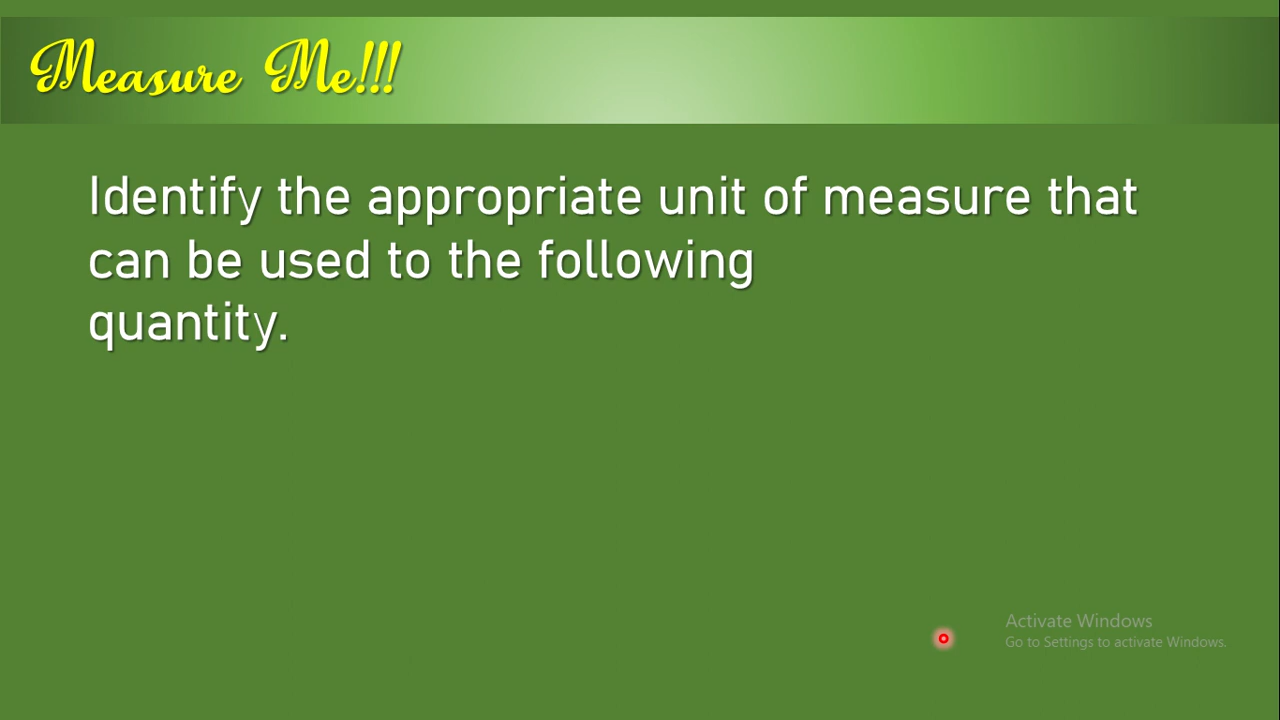 Measure Me!!!
Identify the appropriate unit of measure that
can be used to the following
quantity.
Activate Windows
Go to Settings to activate Windows.